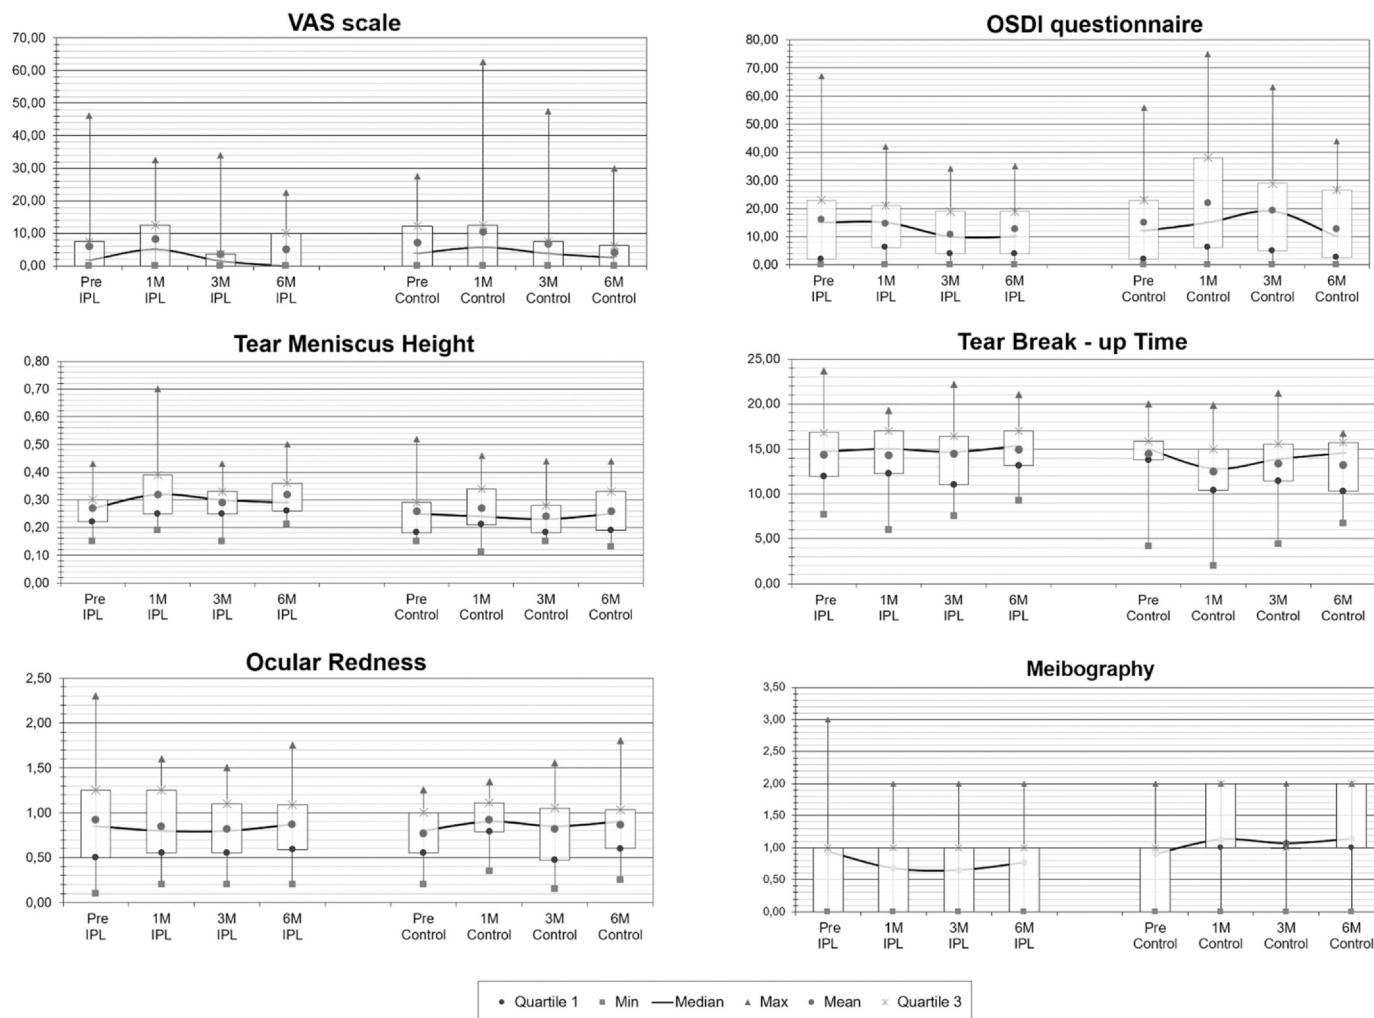 VAS scale
70,00
60,00
50,00
40,00
30,00
20,00
10,00
0,00
Pre IPL
1M IPL
3M IPL
6M IPL
Pre Control
1M Control
3M Control
6M Control
OSDI questionnaire
80,00
70,00
60,00
50,00
40,00
30,00
20,00
10,00
0,00
Pre IPL
1M IPL
3M IPL
6M IPL
Pre Control
1M Control
3M Control
6M Control
Tear Meniscus Height
0,80
0,70
0,60
0,50
0,40
0,30
0,20
0,10
0,00
Pre IPL
1M IPL
3M IPL
6M IPL
Pre Control
1M Control
3M Control
6M Control
Tear Break - up Time
25,00
20,00
15,00
10,00
5,00
0,00
Pre IPL
1M IPL
3M IPL
6M IPL
Pre Control
1M Control
3M Control
6M Control
Ocular Redness
2,50
2,00
1,50
1,00
0,50
0,00
Pre IPL
1M IPL
3M IPL
6M IPL
Pre Control
1M Control
3M Control
6M Control
Meibography
3,50
3,00
2,50
2,00
1,50
1,00
0,50
0,00
Pre IPL
1M IPL
3M IPL
6M IPL
Pre Control
1M Control
3M Control
6M Control
Quartile 1 Min Median Max Mean Quartile 3